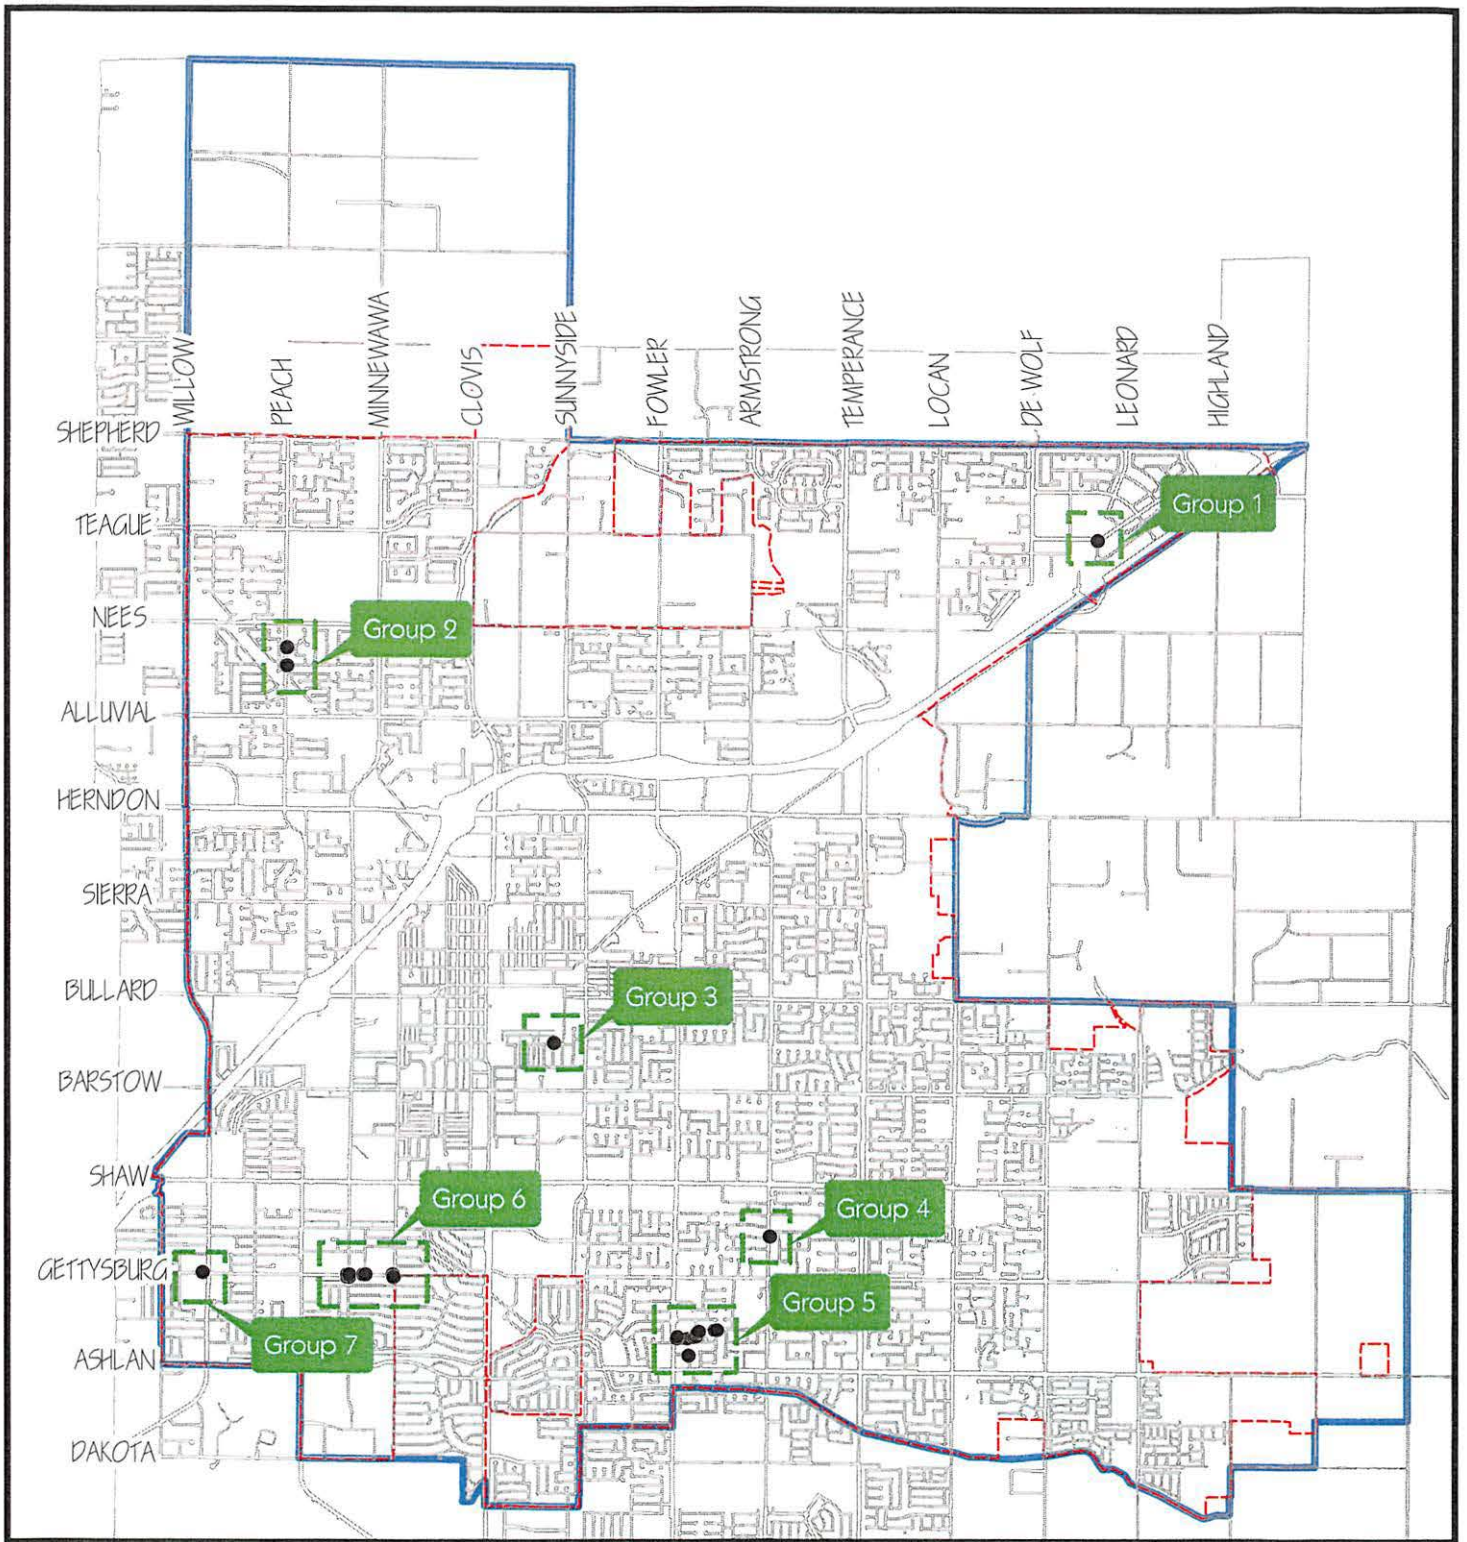 WILLOW
PEACH
MINNEWAWA
CLOVIS
SUNNYSIDE
FOWLER
ARMSTRONG
TEMPERANCE
LOCAN
DE WOLF
LEONARD
HIGHLAND
SHEPHERD
TEAGUE
NEES
ALLUVIAL
HERNDON
SIERRA
BULLARD
BARSTOW
SHAW
GETTYSBURG
ASHLAN
DAKOTA
Group 1
Group 2
Group 3
Group 6
Group 4
Group 5
Group 7